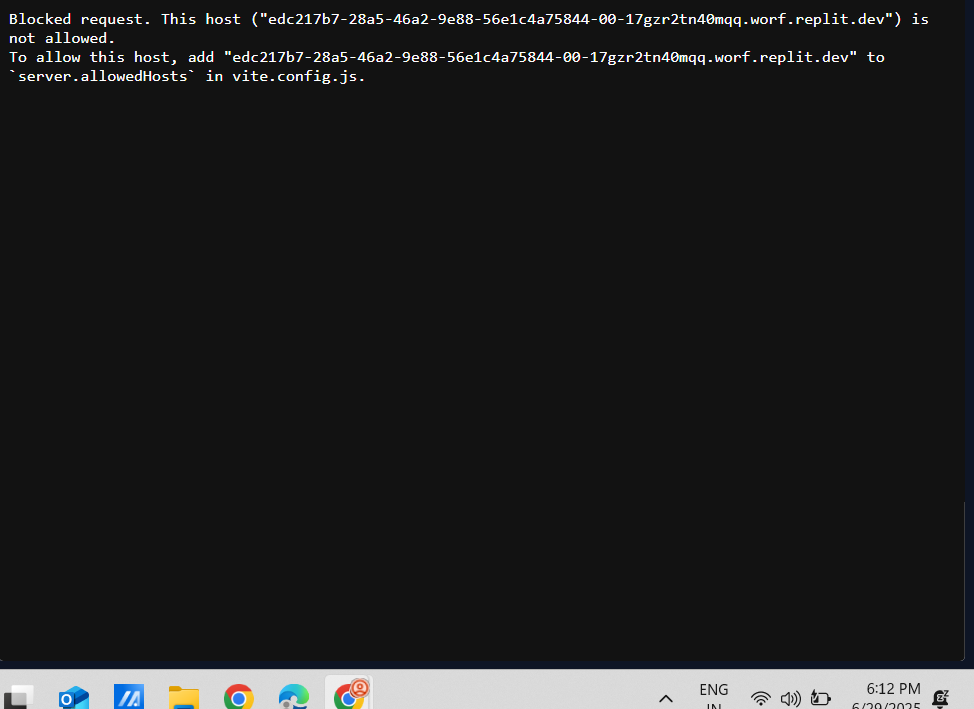 Blocked request. This host ("edc217b7-28a5-46a2-9e88-56e1c4a75844-00-17gzr2tn40mqq.worf.replit.dev") is
not allowed.
To allow this host, add "edc217b7-28a5-46a2-9e88-56e1c4a75844-00-17gzr2tn40mqq.worf.replit.dev" to
`server.allowedHosts` in vite.config.js.
ENG
IN
6:12 PM
6/29/2025